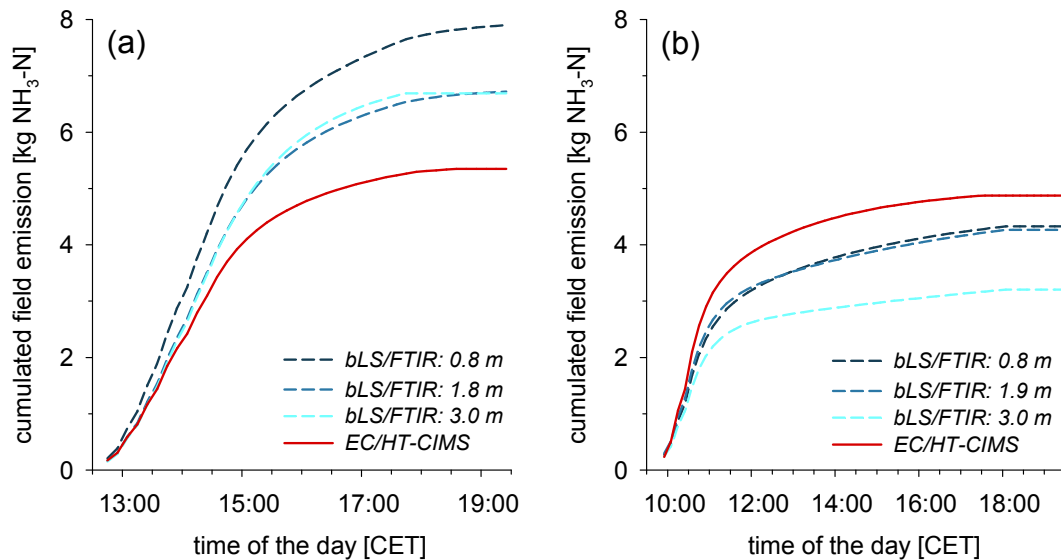 (a)
cumulated field emission [kg NH3-N]
8
6
4
2
0
bLS/FTIR: 0.8 m
bLS/FTIR: 1.8 m
bLS/FTIR: 3.0 m
EC/HT-CIMS
13:00 15:00 17:00 19:00
time of the day [CET]
(b)
cumulated field emission [kg NH3-N]
8
6
4
2
0
bLS/FTIR: 0.8 m
bLS/FTIR: 1.9 m
bLS/FTIR: 3.0 m
EC/HT-CIMS
10:00 12:00 14:00 16:00 18:00
time of the day [CET]